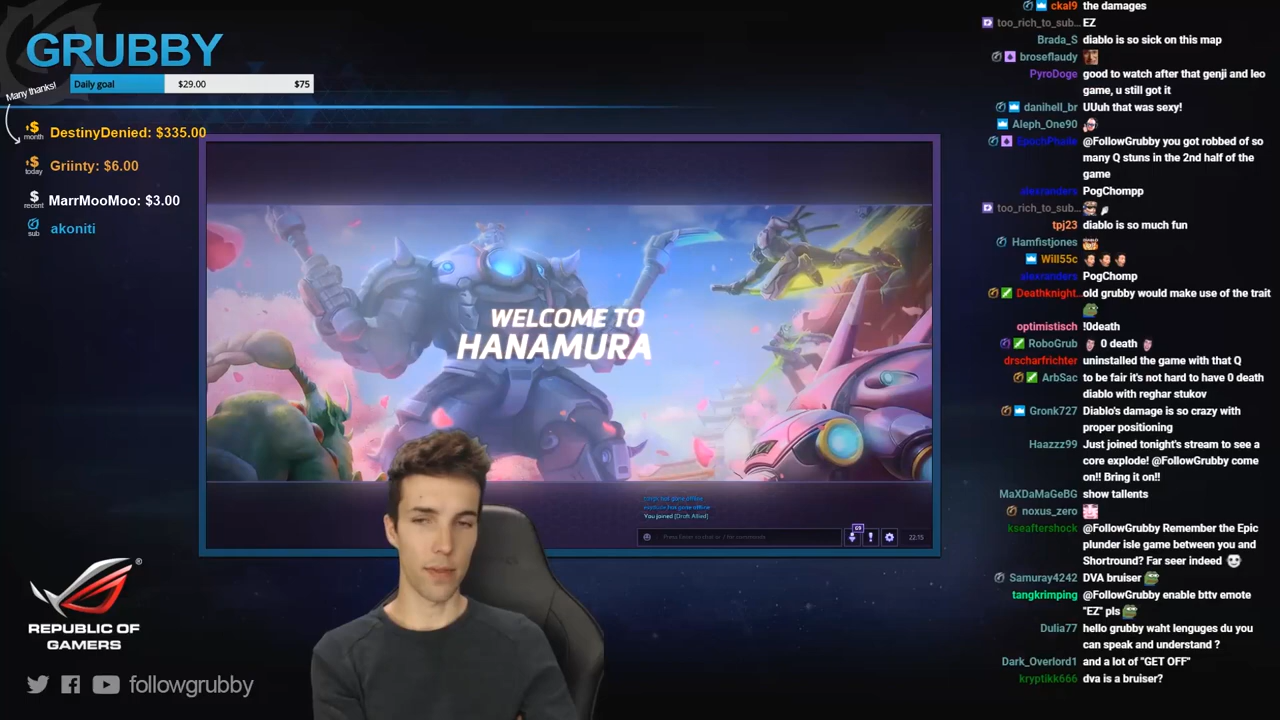 GRUBBY
Many thanks!
Daily goal $29.00 $75
$ month DestinyDenied: $335.00
$ today Griinty: $6.00
$ recent MarrMooMoo: $3.00
sub akoniti
WELCOME TO
HANAMURA
You joined [Draft Allied]
69
22:15
REPUBLIC OF
GAMERS
followgrubby
ckal9 the damages
too_rich_to_sub... EZ
Brada_S diablo is so sick on this map
broseflaudy
PyroDoge good to watch after that genji and leo
game, u still got it
danihell_br UUuh that was sexy!
Aleph_One90
EpochPhaile @FollowGrubby you got robbed of so
many Q stuns in the 2nd half of the
game
alexranders PogChompp
too_rich_to_sub...
tpj23 diablo is so much fun
Hamfistjones
Will55c
alexranders PogChomp
Deathknight... old grubby would make use of the trait
optimistisch !0death
RoboGrub 0 death
drscharfrichter uninstalled the game with that Q
ArbSac to be fair it's not hard to have 0 death
diablo with reghar stukov
Gronk727 Diablo's damage is so crazy with
proper positioning
Haazzz99 Just joined tonight's stream to see a
core explode! @FollowGrubby come
on!! Bring it on!!
MaXDaMaGeBG show tallents
noxus_zero
kseaftershock @FollowGrubby Remember the Epic
plunder isle game between you and
Shortround? Far seer indeed
Samuray4242 DVA bruiser
tangkrimping @FollowGrubby enable bttv emote
"EZ" pls
Dulia77 hello grubby waht lenguges du you
can speak and understand ?
Dark_Overlord1 and a lot of "GET OFF"
kryptikk666 dva is a bruiser?